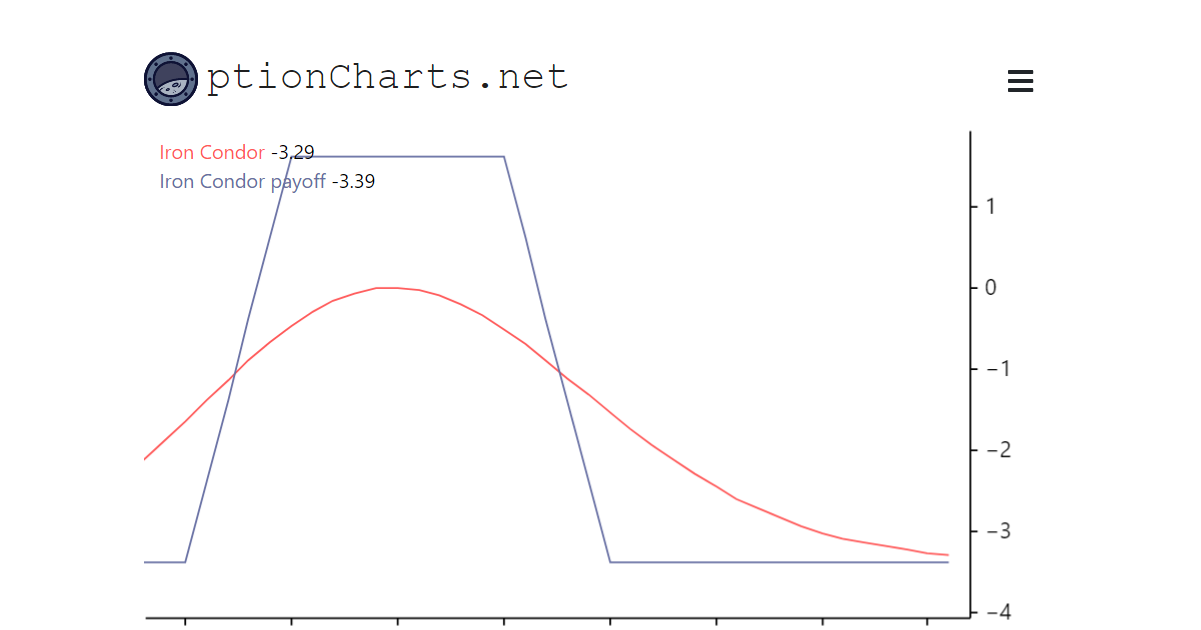 ptionCharts.net
Iron Condor -3.29
Iron Condor payoff -3.39
1
0
−1
−2
−3
−4